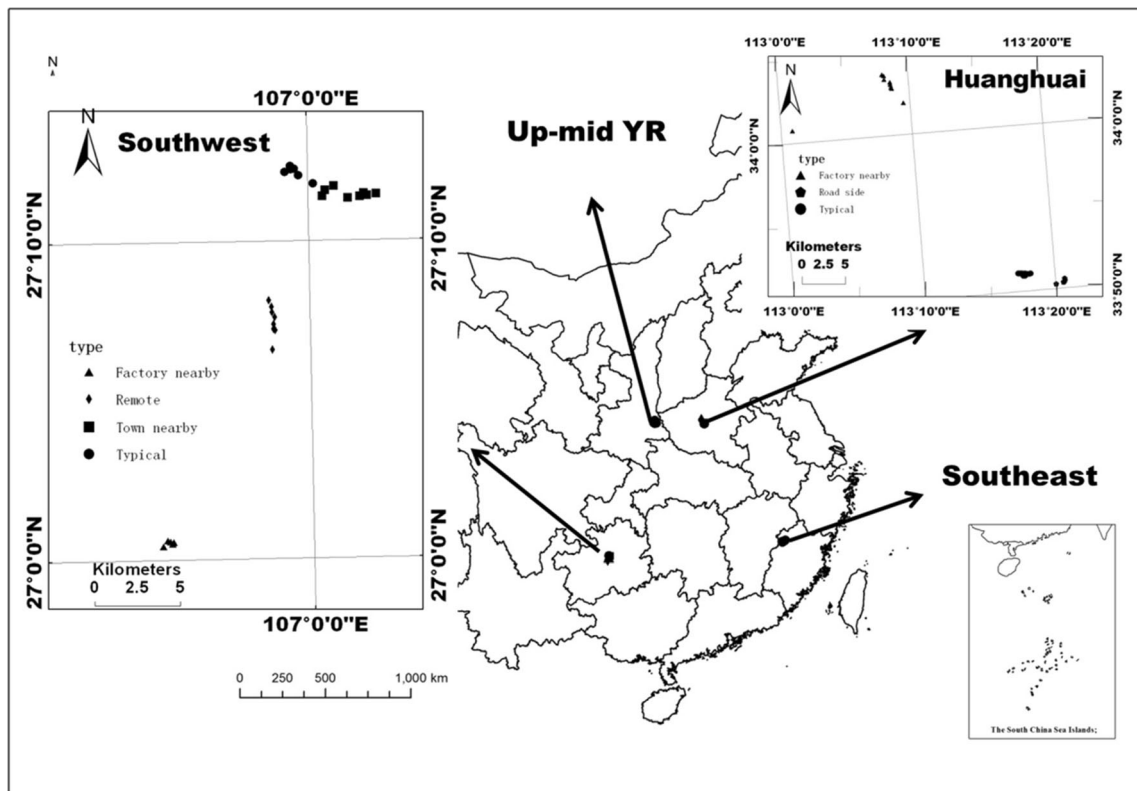 N
107°0'0"E
N
Southwest
27°10'0"N
27°10'0"N
type
Factory nearby
Remote
Town nearby
Typical
27°0'0"N
27°0'0"N
Kilometers
0 5
107°0'0"E
0 250 500 1,000 km
Up-mid YR
113°0'0"E 113°10'0"E 113°20'0"E
N
Huanghuai
34°0'0"N
34°0'0"N
type
Factory nearby
Road side
Typical
Kilometers
0 2.5 5
33°50'0"N
113°0'0"E 113°10'0"E 113°20'0"E
Southeast
The South China Sea Islands;